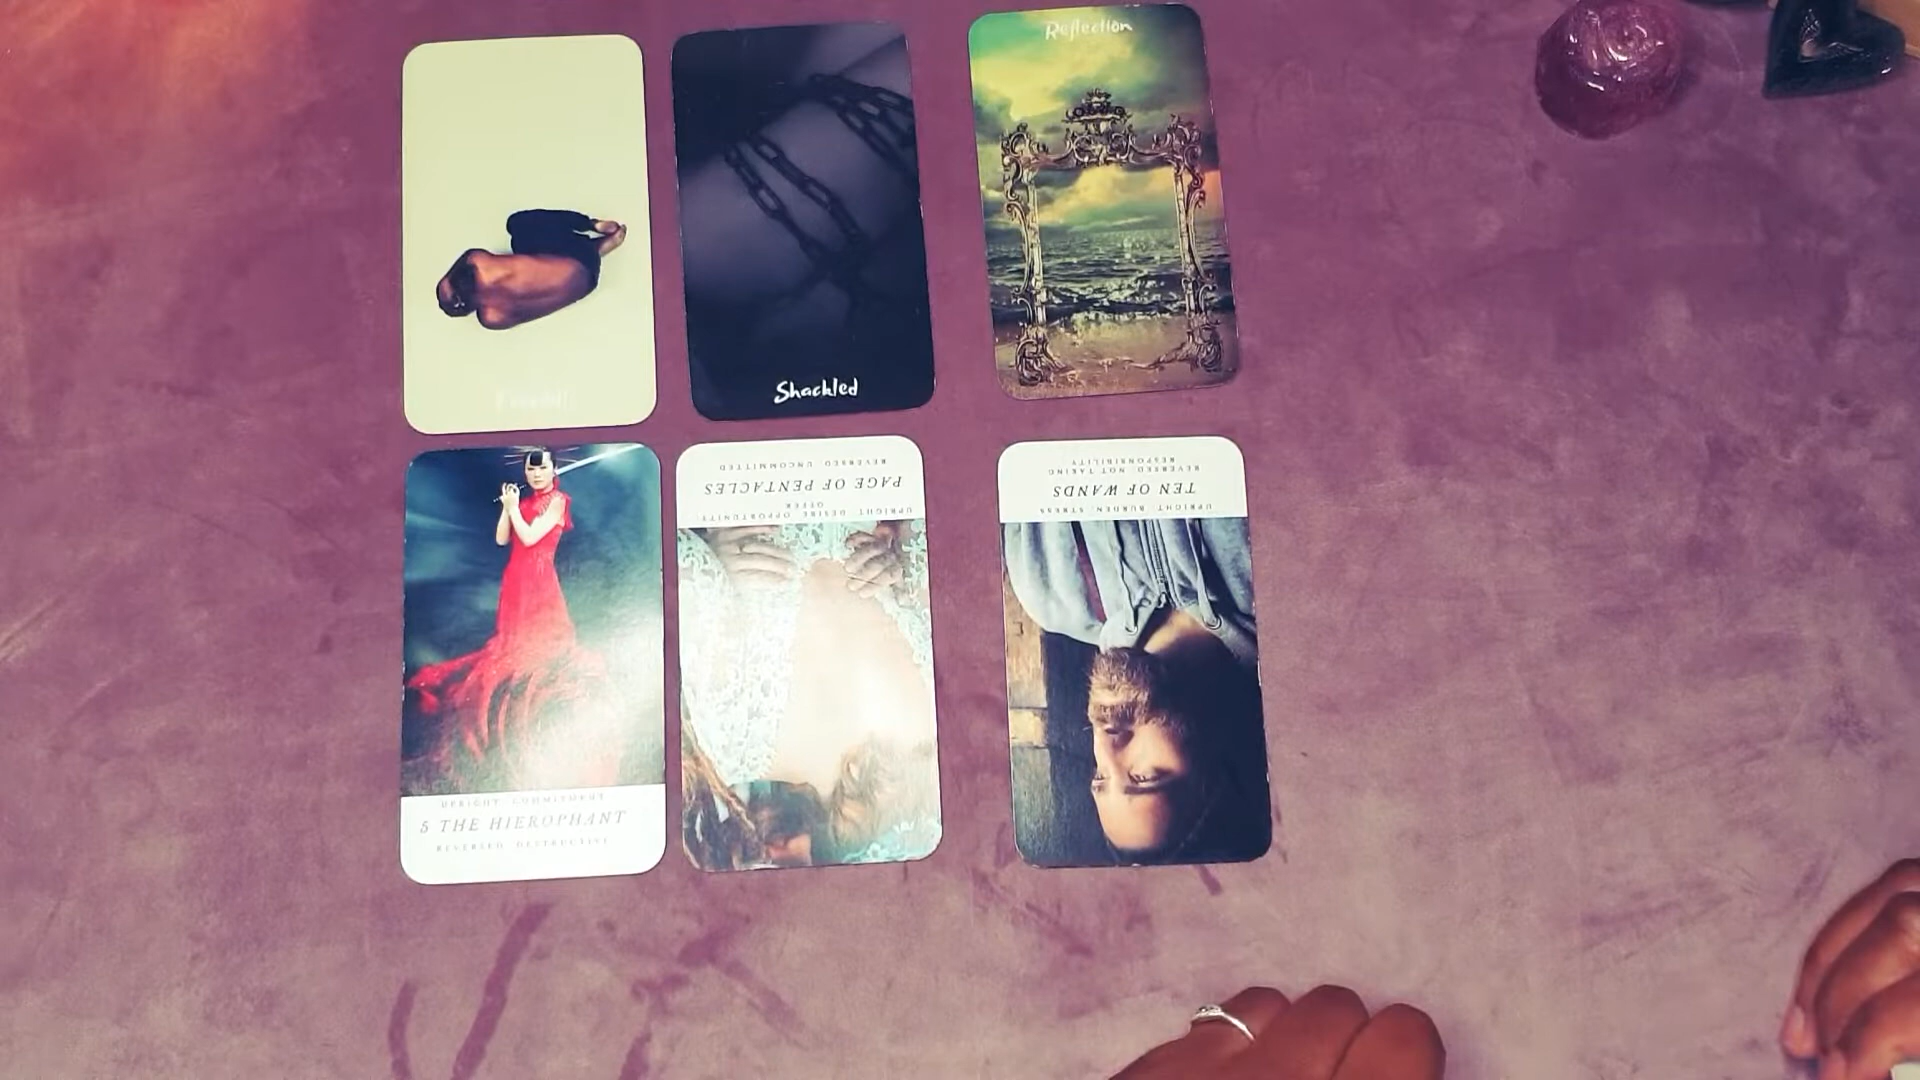 Reflection
Shackled
UPRIGHT COMMITMENT
5 THE HIEROPHANT
REVERSED DESTRUCTIVE
UPRIGHT DESIRE OPPORTUNITY,
OFFER
PAGE OF PENTACLES
REVERSED UNCOMMITTED
UPRIGHT BURDEN, STRESS
TEN OF WANDS
REVERSED NOT TAKING
RESPONSIBILITY